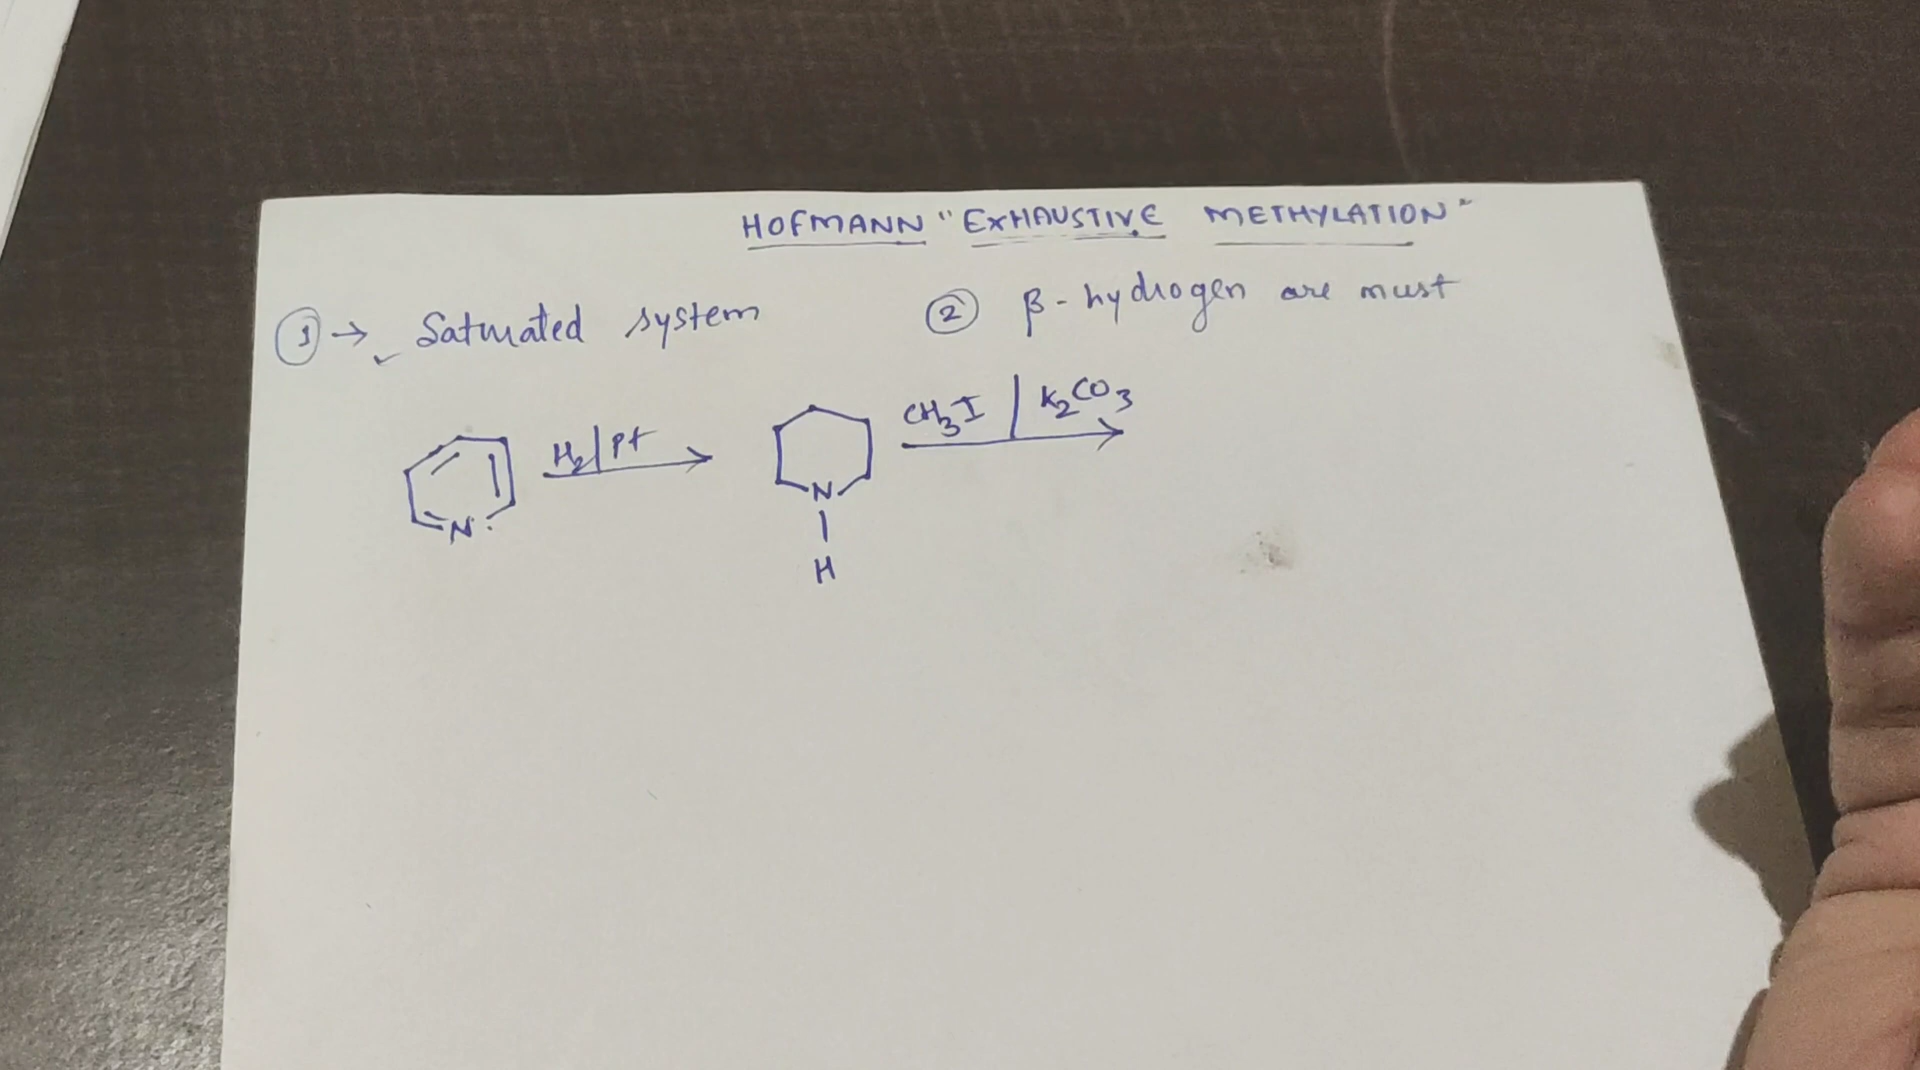 HOFMANN "EXHAUSTIVE METHYLATION"
① → Saturated system ② β-hydrogen are must
H₂/Pt CH₃I / K₂CO₃
N:
N
H